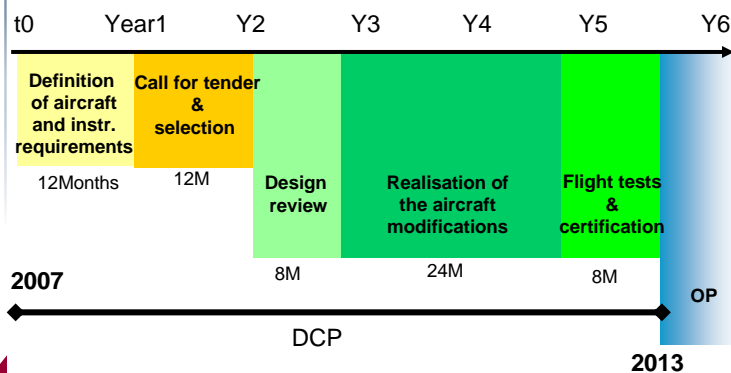 t0 Year1 Y2 Y3 Y4 Y5 Y6
Definition
of aircraft
and instr.
requirements
Call for tender
&
selection
12Months
12M
Design
review
Realisation of
the aircraft
modifications
Flight tests
&
certification
8M
24M
8M
2007
OP
DCP
2013